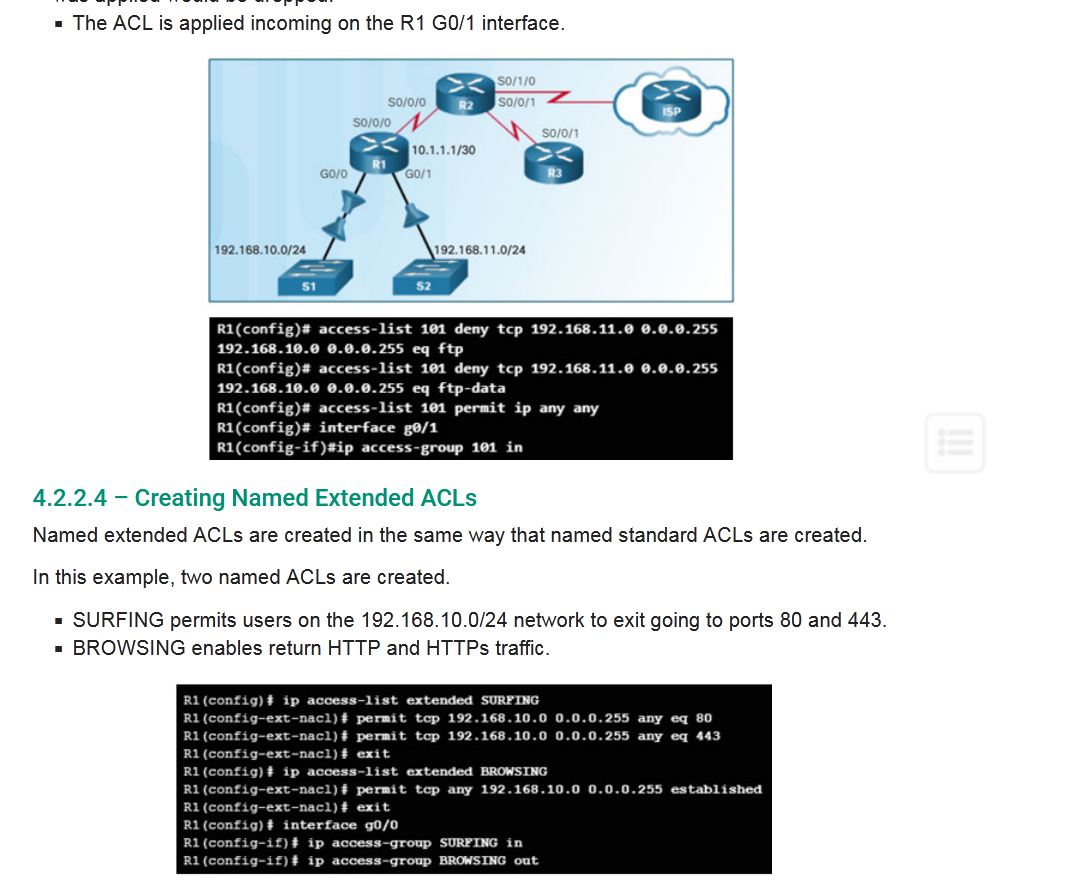 ▪ The ACL is applied incoming on the R1 G0/1 interface.
S0/1/0
S0/0/0
R2
S0/0/1
ISP
S0/0/0
S0/0/1
R1
10.1.1.1/30
G0/0
G0/1
R3
192.168.10.0/24
192.168.11.0/24
S1
S2
R1(config)# access-list 101 deny tcp 192.168.11.0 0.0.0.255
192.168.10.0 0.0.0.255 eq ftp
R1(config)# access-list 101 deny tcp 192.168.11.0 0.0.0.255
192.168.10.0 0.0.0.255 eq ftp-data
R1(config)# access-list 101 permit ip any any
R1(config)# interface g0/1
R1(config-if)#ip access-group 101 in
4.2.2.4 – Creating Named Extended ACLs
Named extended ACLs are created in the same way that named standard ACLs are created.
In this example, two named ACLs are created.
▪ SURFING permits users on the 192.168.10.0/24 network to exit going to ports 80 and 443.
▪ BROWSING enables return HTTP and HTTPs traffic.
R1(config)# ip access-list extended SURFING
R1(config-ext-nacl)# permit tcp 192.168.10.0 0.0.0.255 any eq 80
R1(config-ext-nacl)# permit tcp 192.168.10.0 0.0.0.255 any eq 443
R1(config-ext-nacl)# exit
R1(config)# ip access-list extended BROWSING
R1(config-ext-nacl)# permit tcp any 192.168.10.0 0.0.0.255 established
R1(config-ext-nacl)# exit
R1(config)# interface g0/0
R1(config-if)# ip access-group SURFING in
R1(config-if)# ip access-group BROWSING out